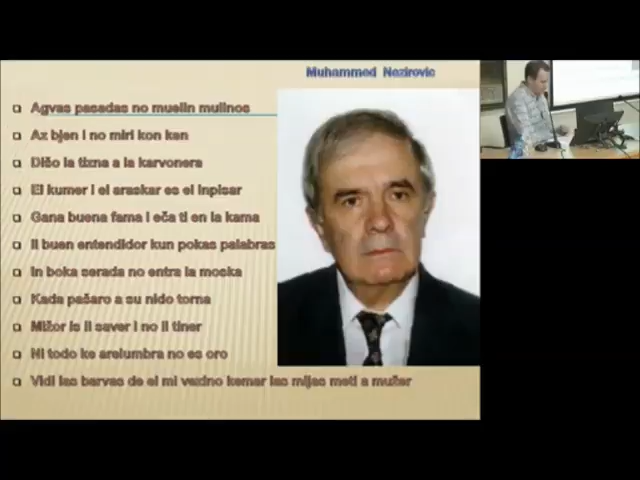 Muhammed Nezirovic
Agvas pasadas no muelin mulinos
Az bjen i no miri kon ken
Dišo la tizna a la karvonera
El kumer i el araskar es el inpisar
Gana buena fama i eča ti en la kama
Il buen entendidor kun pokas palabras
In boka serada no entra la moska
Kada pašaro a su nido torna
Mižor is il saver i no il tiner
Ni todo ke arelumbra no es oro
Vidi las barvas de el mi vezino kemar las mijas meti a mužar